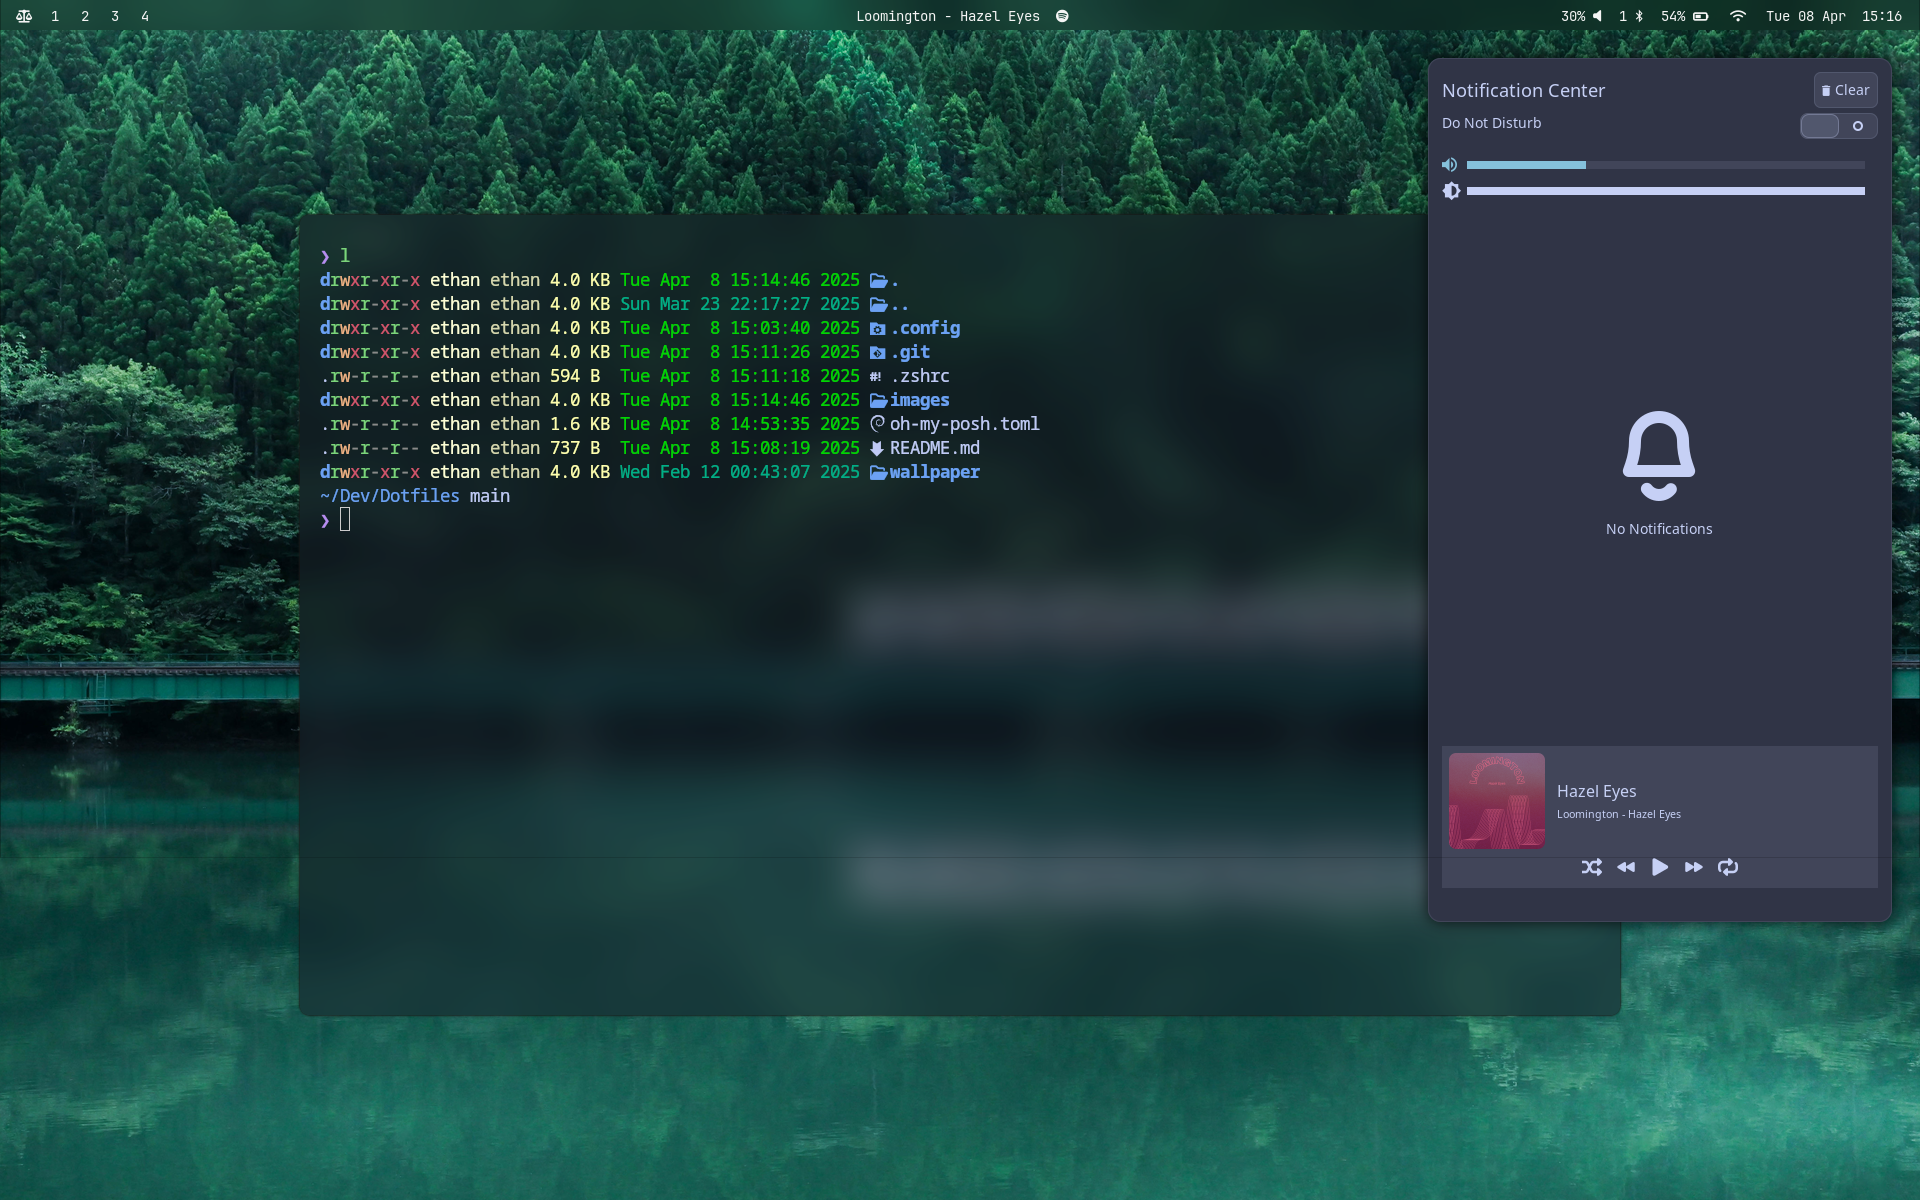 1 2 3 4
Loomington - Hazel Eyes
30% 1 54% Tue 08 Apr 15:16
❯ l
drwxr-xr-x ethan ethan 4.0 KB Tue Apr  8 15:14:46 2025 .
drwxr-xr-x ethan ethan 4.0 KB Sun Mar 23 22:17:27 2025 ..
drwxr-xr-x ethan ethan 4.0 KB Tue Apr  8 15:03:40 2025 .config
drwxr-xr-x ethan ethan 4.0 KB Tue Apr  8 15:11:26 2025 .git
.rw-r--r-- ethan ethan 594 B  Tue Apr  8 15:11:18 2025 .zshrc
drwxr-xr-x ethan ethan 4.0 KB Tue Apr  8 15:14:46 2025 images
.rw-r--r-- ethan ethan 1.6 KB Tue Apr  8 14:53:35 2025 oh-my-posh.toml
.rw-r--r-- ethan ethan 737 B  Tue Apr  8 15:08:19 2025 README.md
drwxr-xr-x ethan ethan 4.0 KB Wed Feb 12 00:43:07 2025 wallpaper
~/Dev/Dotfiles main
❯
Notification Center
Clear
Do Not Disturb
No Notifications
Hazel Eyes
Loomington - Hazel Eyes